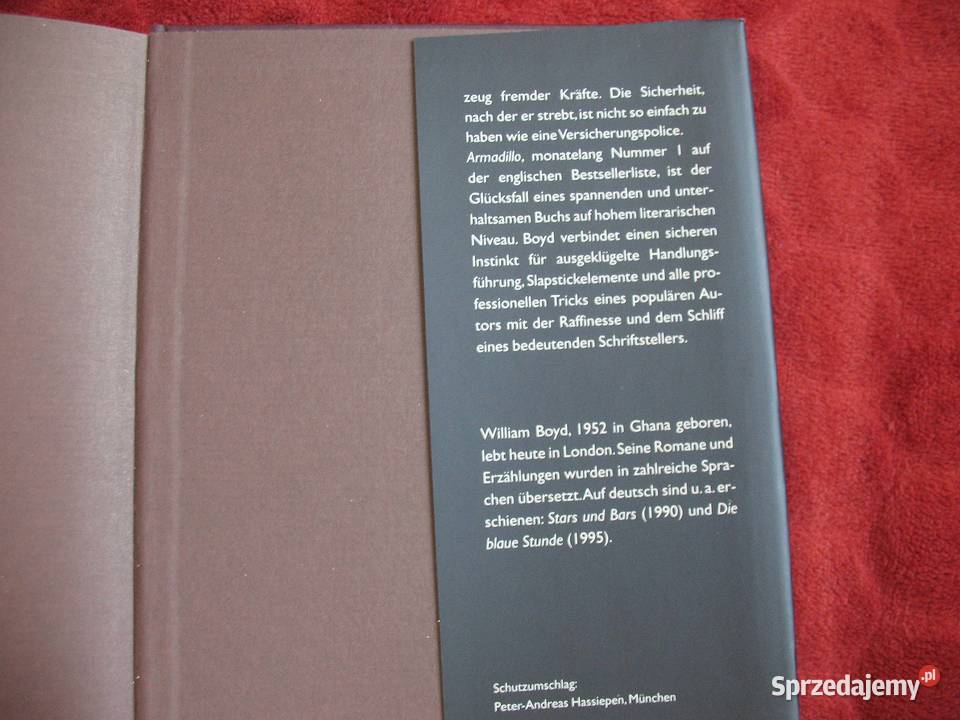 zeug fremder Kräfte. Die Sicherheit,
nach der er strebt, ist nicht so einfach zu
haben wie eine Versicherungspolice.
Armadillo, monatelang Nummer 1 auf
der englischen Bestsellerliste, ist der
Glücksfall eines spannenden und unter-
haltsamen Buchs auf hohem literarischen
Niveau. Boyd verbindet einen sicheren
Instinkt für ausgeklügelte Handlungs-
führung, Slapstickelemente und alle pro-
fessionellen Tricks eines populären Au-
tors mit der Raffinesse und dem Schliff
eines bedeutenden Schriftstellers.
William Boyd, 1952 in Ghana geboren,
lebt heute in London. Seine Romane und
Erzählungen wurden in zahlreiche Spra-
chen übersetzt. Auf deutsch sind u. a. er-
schienen: Stars und Bars (1990) und Die
blaue Stunde (1995).
Schutzumschlag:
Peter-Andreas Hassiepen, München
Sprzedajemy.pl